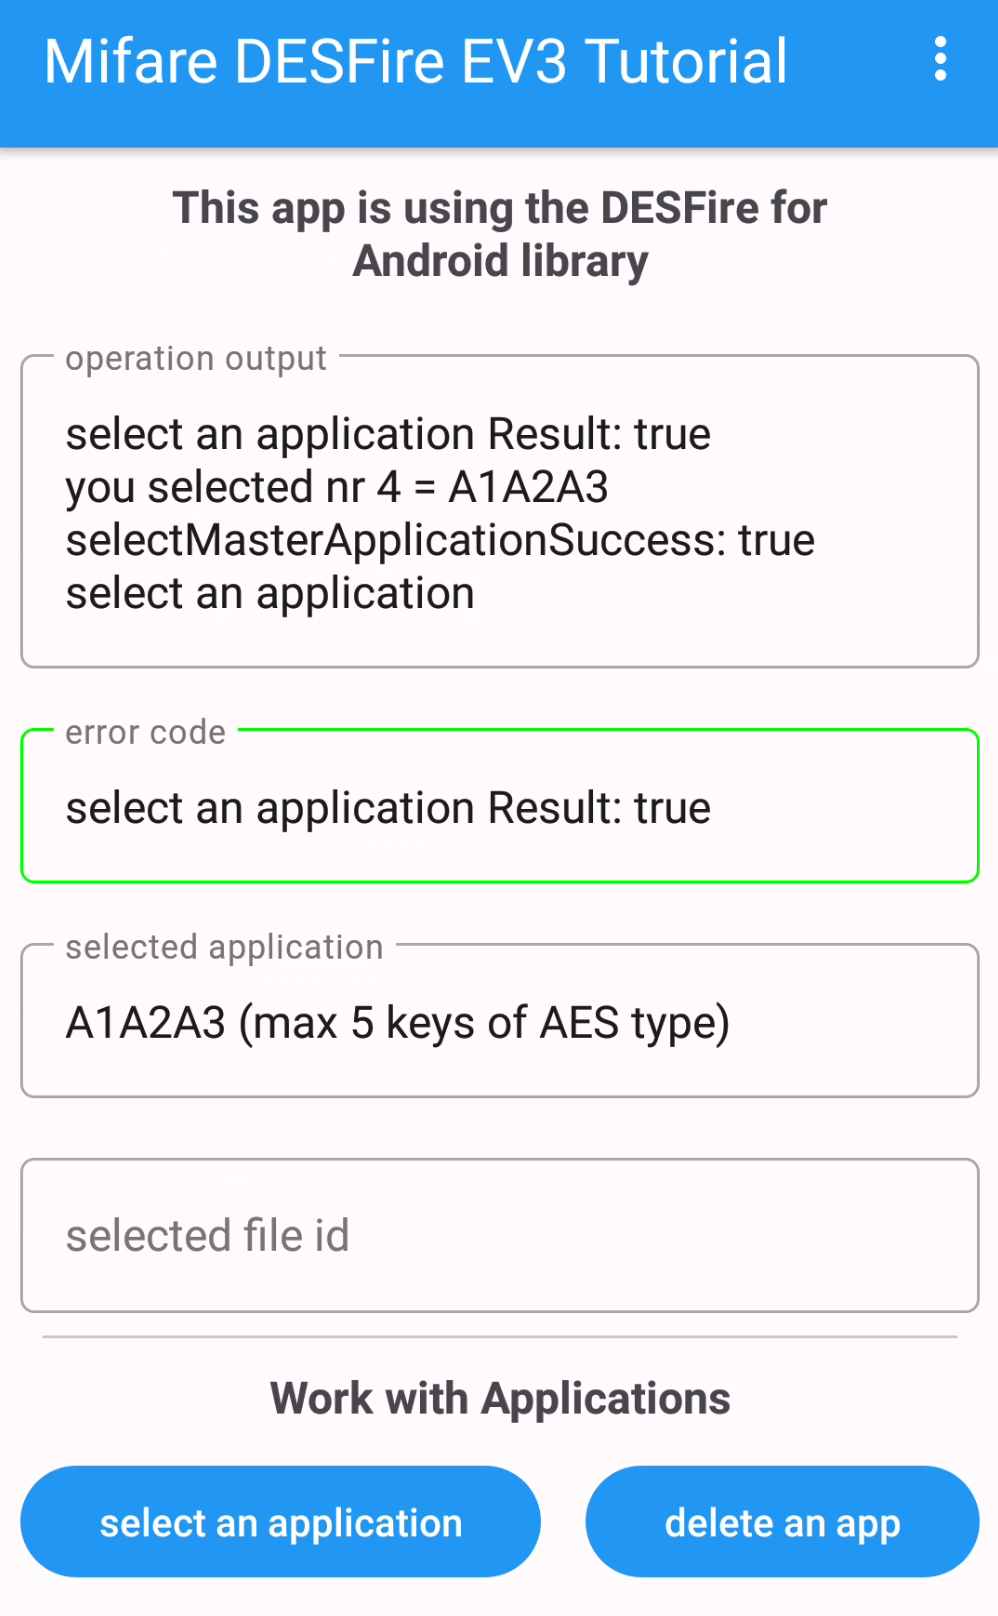 Mifare DESFire EV3 Tutorial
This app is using the DESFire for
Android library
operation output
select an application Result: true
you selected nr 4 = A1A2A3
selectMasterApplicationSuccess: true
select an application
error code
select an application Result: true
selected application
A1A2A3 (max 5 keys of AES type)
selected file id
Work with Applications
select an application
delete an app